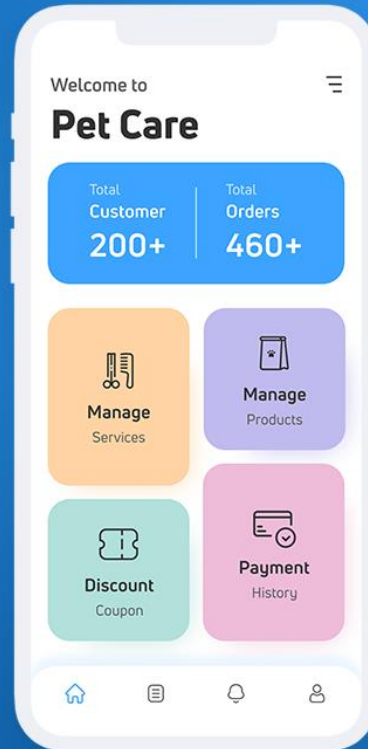 Welcome to
Pet Care
Total
Customer
200+
Total
Orders
460+
Manage
Services
Manage
Products
Discount
Coupon
Payment
History